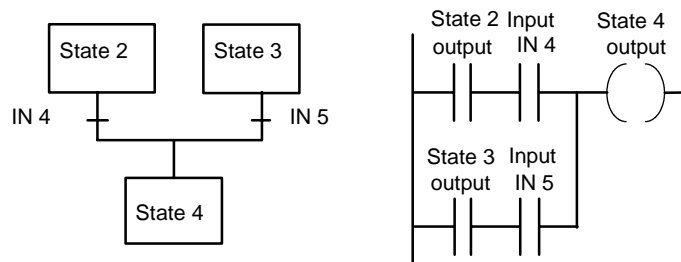 State 2
State 3
IN 4
IN 5
State 4
State 2
output
Input
IN 4
State 4
output
State 3
output
Input
IN 5